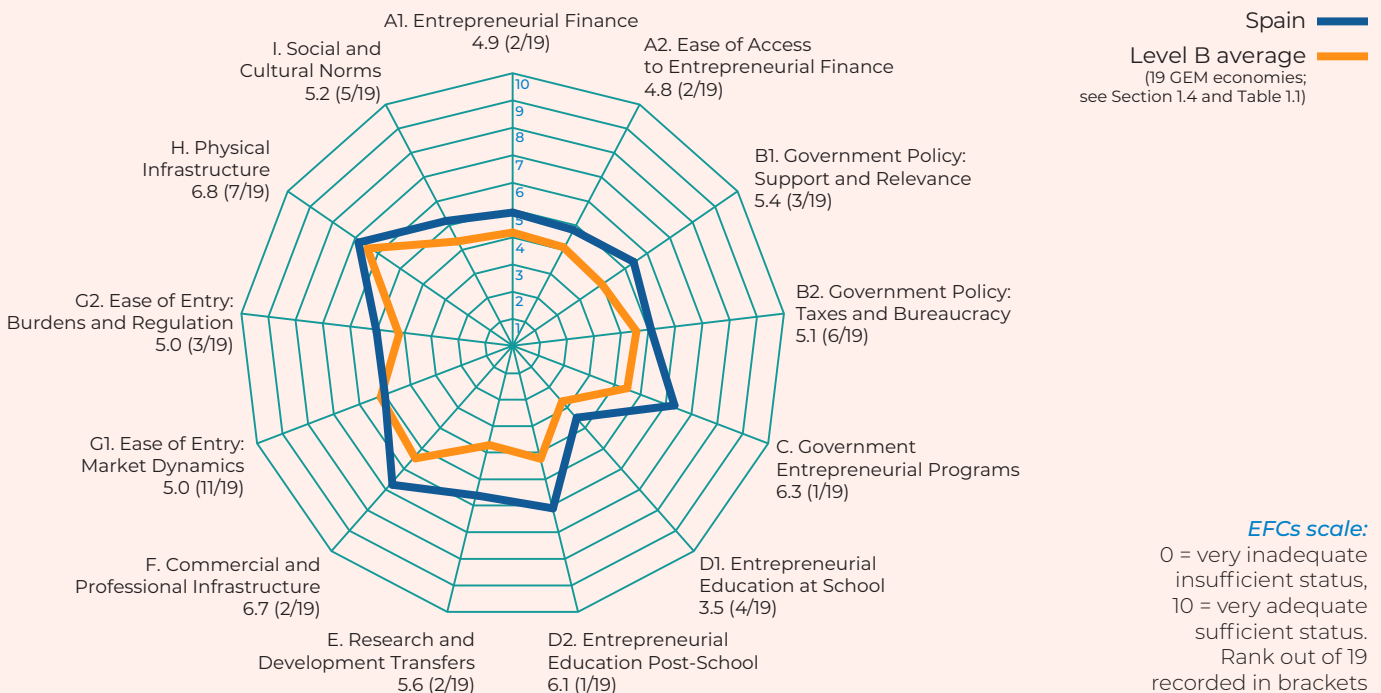 A1. Entrepreneurial Finance
4.9 (2/19)
A2. Ease of Access
to Entrepreneurial Finance
4.8 (2/19)
B1. Government Policy:
Support and Relevance
5.4 (3/19)
B2. Government Policy:
Taxes and Bureaucracy
5.1 (6/19)
C. Government
Entrepreneurial Programs
6.3 (1/19)
D1. Entrepreneurial
Education at School
3.5 (4/19)
D2. Entrepreneurial
Education Post-School
6.1 (1/19)
E. Research and
Development Transfers
5.6 (2/19)
F. Commercial and
Professional Infrastructure
6.7 (2/19)
G1. Ease of Entry:
Market Dynamics
5.0 (11/19)
G2. Ease of Entry:
Burdens and Regulation
5.0 (3/19)
H. Physical
Infrastructure
6.8 (7/19)
I. Social and
Cultural Norms
5.2 (5/19)
10
9
8
7
6
5
4
3
2
1
Spain
Level B average
(19 GEM economies;
see Section 1.4 and Table 1.1)
EFCs scale:
0 = very inadequate
insufficient status,
10 = very adequate
sufficient status.
Rank out of 19
recorded in brackets